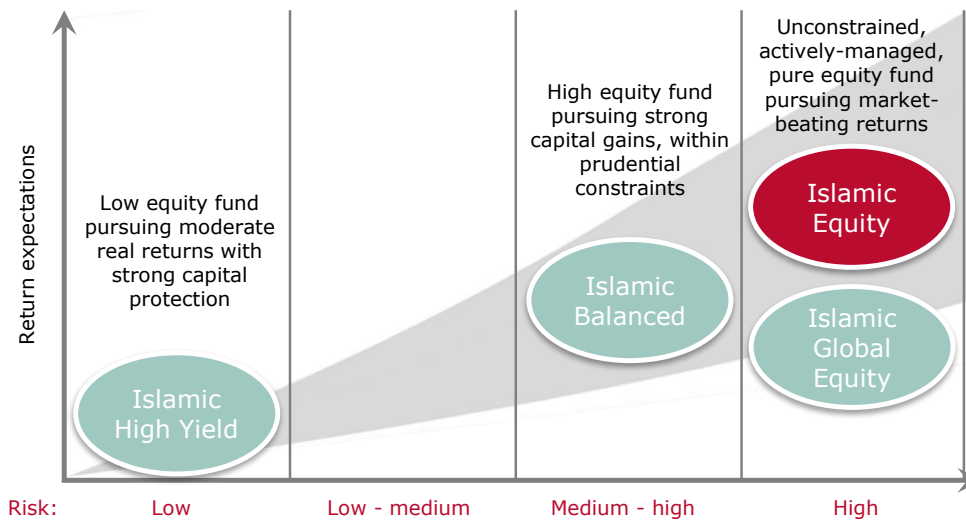 Return expectations
Low equity fund
pursuing moderate
real returns with
strong capital
protection
Islamic
High Yield
High equity fund
pursuing strong
capital gains, within
prudential
constraints
Islamic
Balanced
Unconstrained,
actively-managed,
pure equity fund
pursuing market-
beating returns
Islamic
Equity
Islamic
Global
Equity
Risk:
Low
Low - medium
Medium - high
High